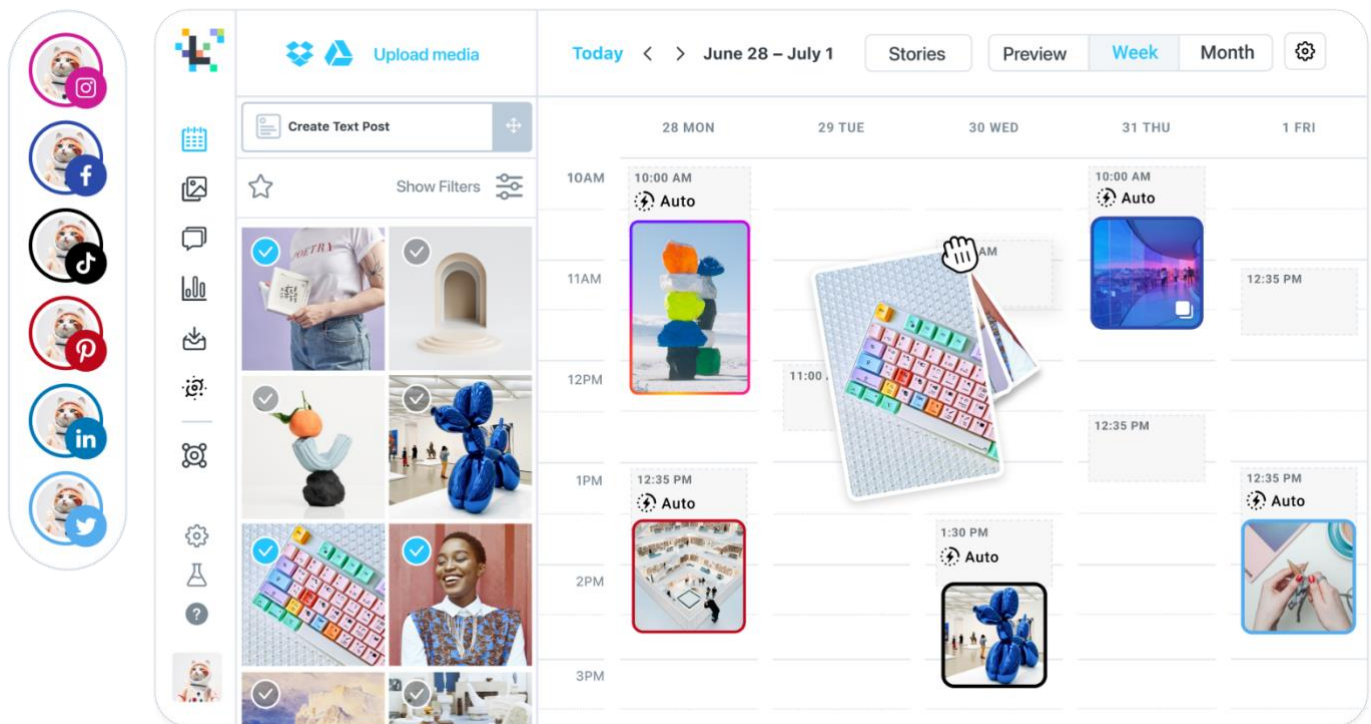 Upload media
Today < > June 28 – July 1
Stories
Preview
Week
Month
Create Text Post
Show Filters
28 MON
29 TUE
30 WED
31 THU
1 FRI
10AM
11AM
12PM
1PM
2PM
3PM
10:00 AM
Auto
12:35 PM
Auto
11:00
AM
1:30 PM
Auto
10:00 AM
Auto
12:35 PM
12:35 PM
12:35 PM
Auto
POETRY
in
?